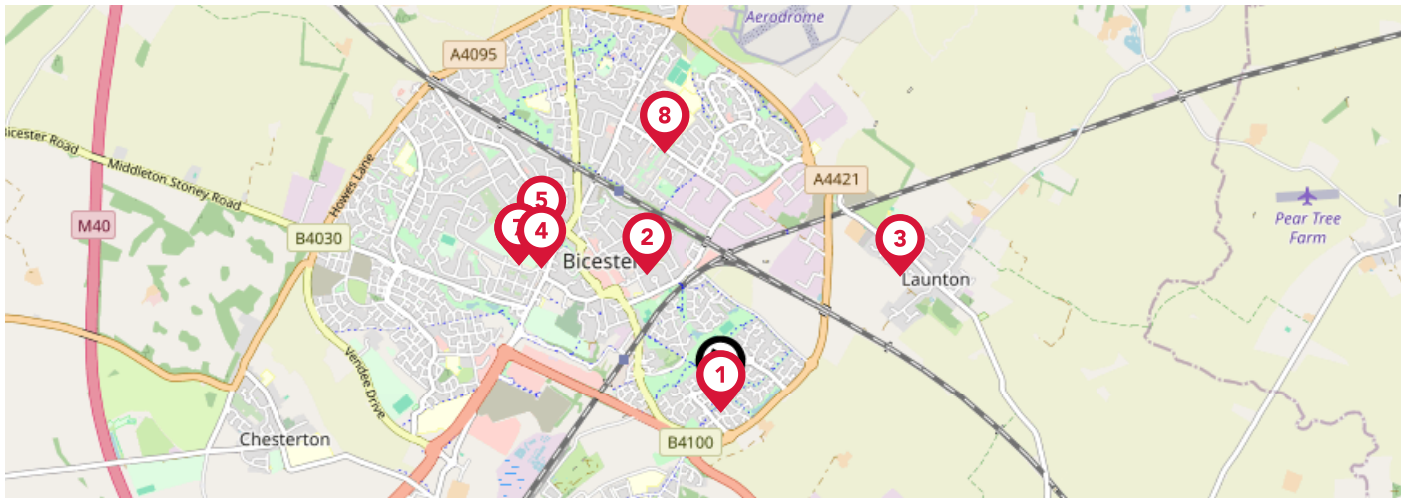 Aerodrome
A4095
8
Bicester Road
Middleton Stoney Road
Howes Lane
A4421
M40
B4030
5
7
4
2
3
Pear Tree
Farm
Bicester
Launton
Vendee Drive
1
Chesterton
B4100